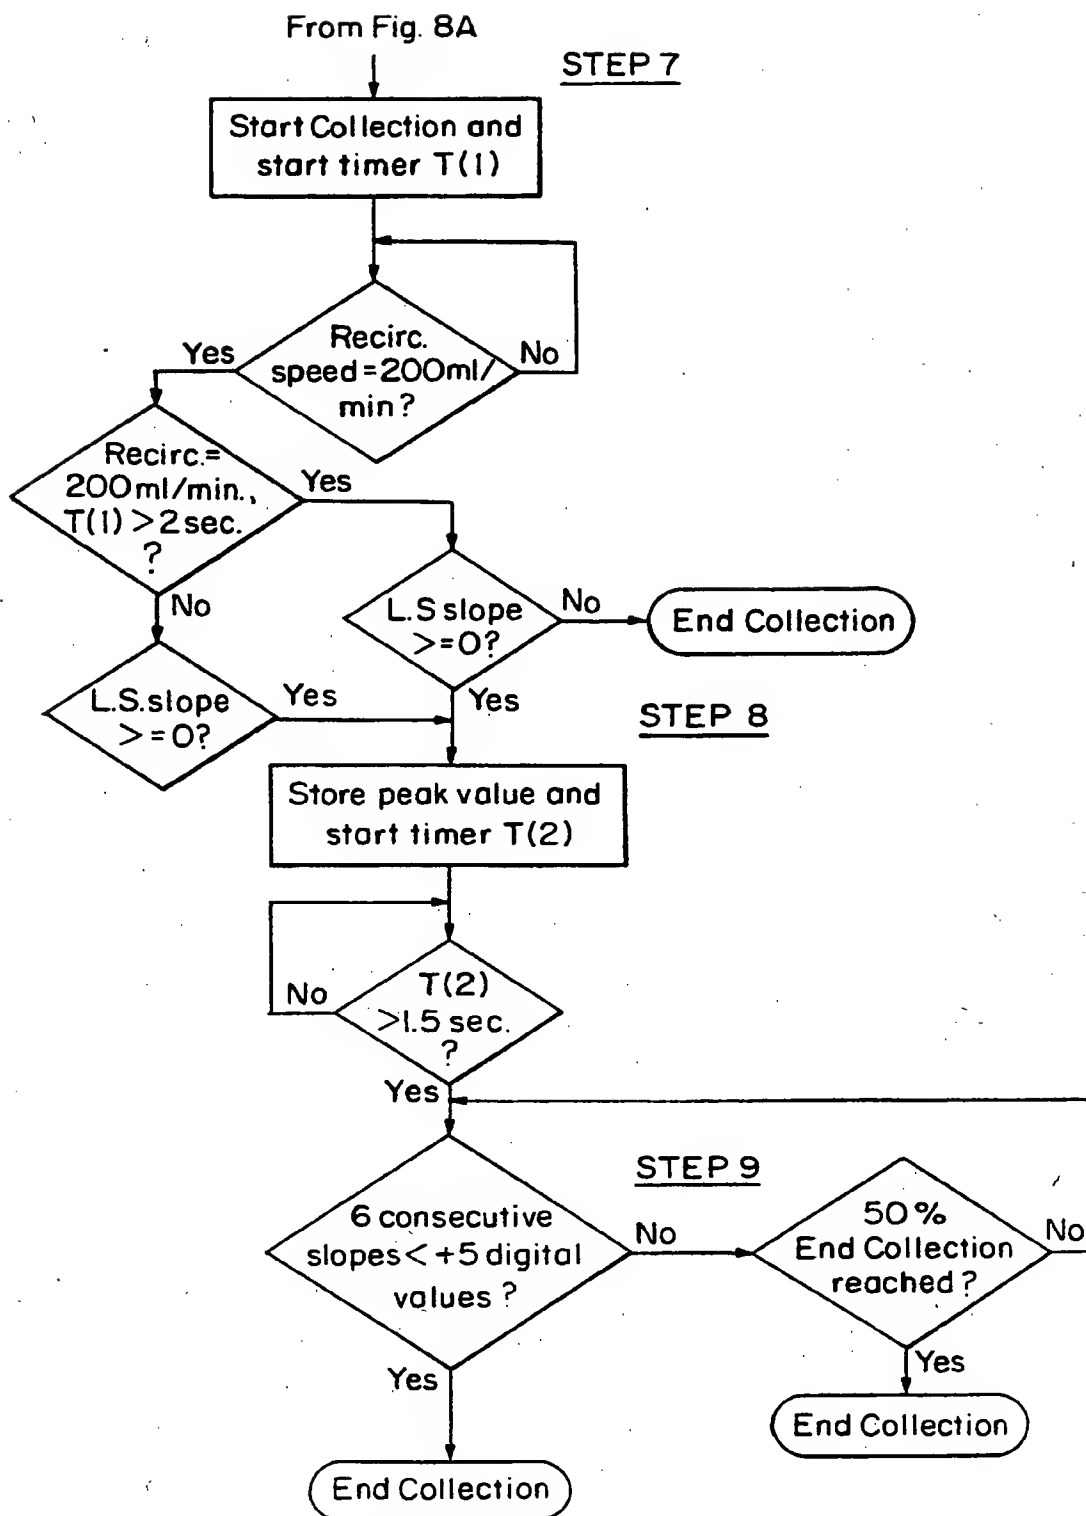 From Fig. 8A
STEP 7
Start Collection and
start timer T(1)
Recirc.
speed=200ml/
min?
Yes
No
Recirc.=
200ml/min.,
T(1) >2sec.
?
Yes
No
L.S slope
>=0?
No
End Collection
Yes
L.S.slope
>=0?
Yes
STEP 8
Store peak value and
start timer T(2)
T(2)
>1.5 sec.
?
No
Yes
STEP 9
6 consecutive
slopes<+5 digital
values?
No
50%
End Collection
reached?
No
Yes
End Collection
Yes
End Collection